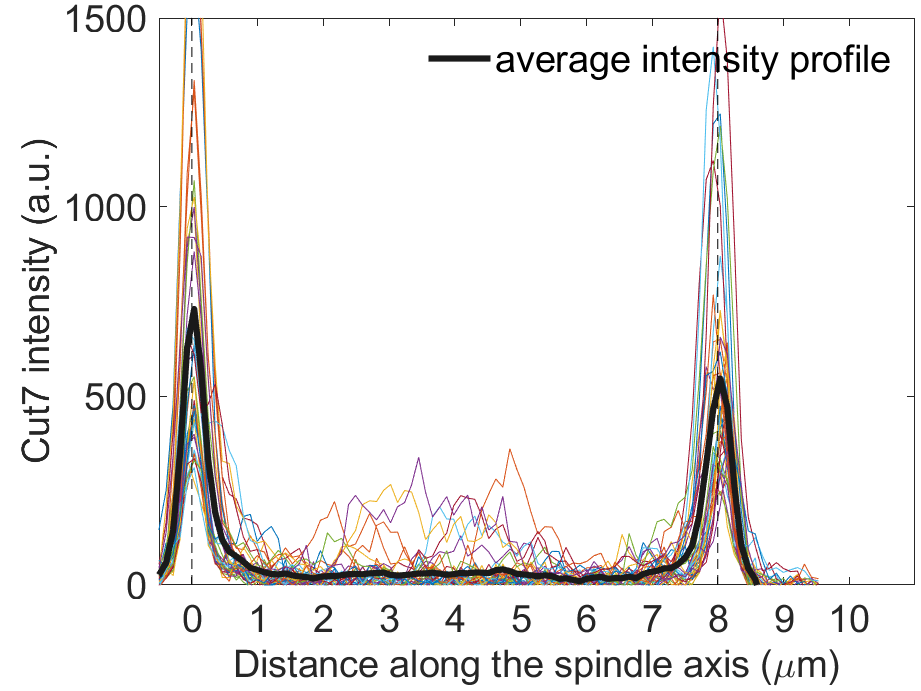 1500
average intensity profile
1000
500
0
Cut7 intensity (a.u.)
0 1 2 3 4 5 6 7 8 9 10
Distance along the spindle axis (μm)